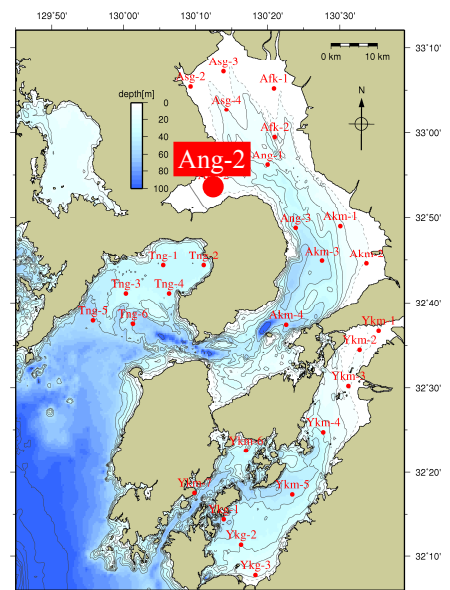 129°50' 130°00' 130°10' 130°20' 130°30'
33°10'
33°00'
32°50'
32°40'
32°30'
32°20'
32°10'
0 km 10 km
N
depth[m]
0
20
40
60
80
100
Asg-3
Asg-2
Afk-1
Asg-4
Afk-2
Ang-1
Ang-2
Ang-3
Akm-1
Akm-3
Akm-2
Akm-4
Tng-1
Tng-2
Tng-3
Tng-4
Tng-5
Tng-6
Ykm-1
Ykm-2
Ykm-3
Ykm-4
Ykm-6
Ykm-7
Ykm-5
Ykg-1
Ykg-2
Ykg-3